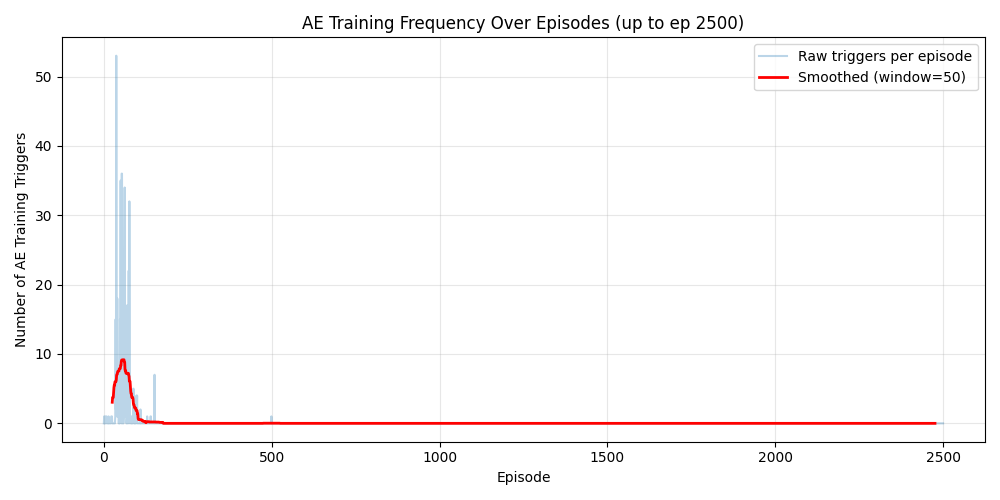 AE Training Frequency Over Episodes (up to ep 2500)
Raw triggers per episode
Smoothed (window=50)
Number of AE Training Triggers
50
40
30
20
10
0
0 500 1000 1500 2000 2500
Episode